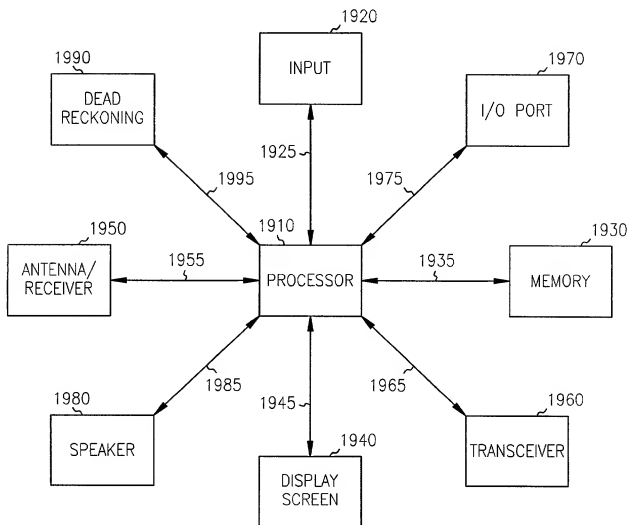 1920
INPUT
1990
DEAD
RECKONING
1970
I/O PORT
1925
1995
1975
1950
ANTENNA/
RECEIVER
1955
1910
PROCESSOR
1935
1930
MEMORY
1985
1945
1965
1980
SPEAKER
1940
DISPLAY
SCREEN
1960
TRANSCEIVER